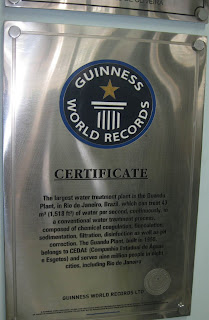 DE OLIVEIRA
GUINNESS
WORLD RECORDS
CERTIFICATE
The largest water treatment plant is the Guandu
Plant, in Rio de Janeiro, Brazil, which can treat 43
m³ (1,518 ft³) of water per second, continuously, in
a conventional water treatment process,
composed of chemical coagulation, flocculation,
sedimentation, filtration, disinfection as well as pH
correction. The Guandu Plant, built in
belongs to CEDAE (Companhia Estadual de Águas
e Esgotos) and serves nine million people in eight
cities, including Rio de Janeiro
GUINNESS WORLD RECORDS LTD